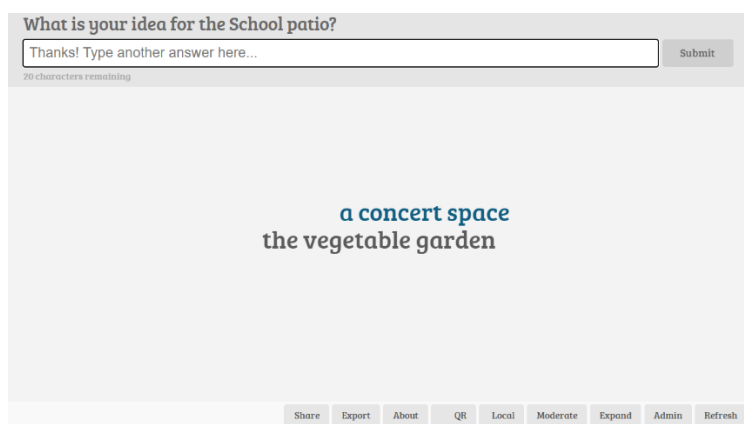 What is your idea for the School patio?
Thanks! Type another answer here...
Submit
20 characters remaining
a concert space
the vegetable garden
Share Export About QR Local Moderate Expand Admin Refresh